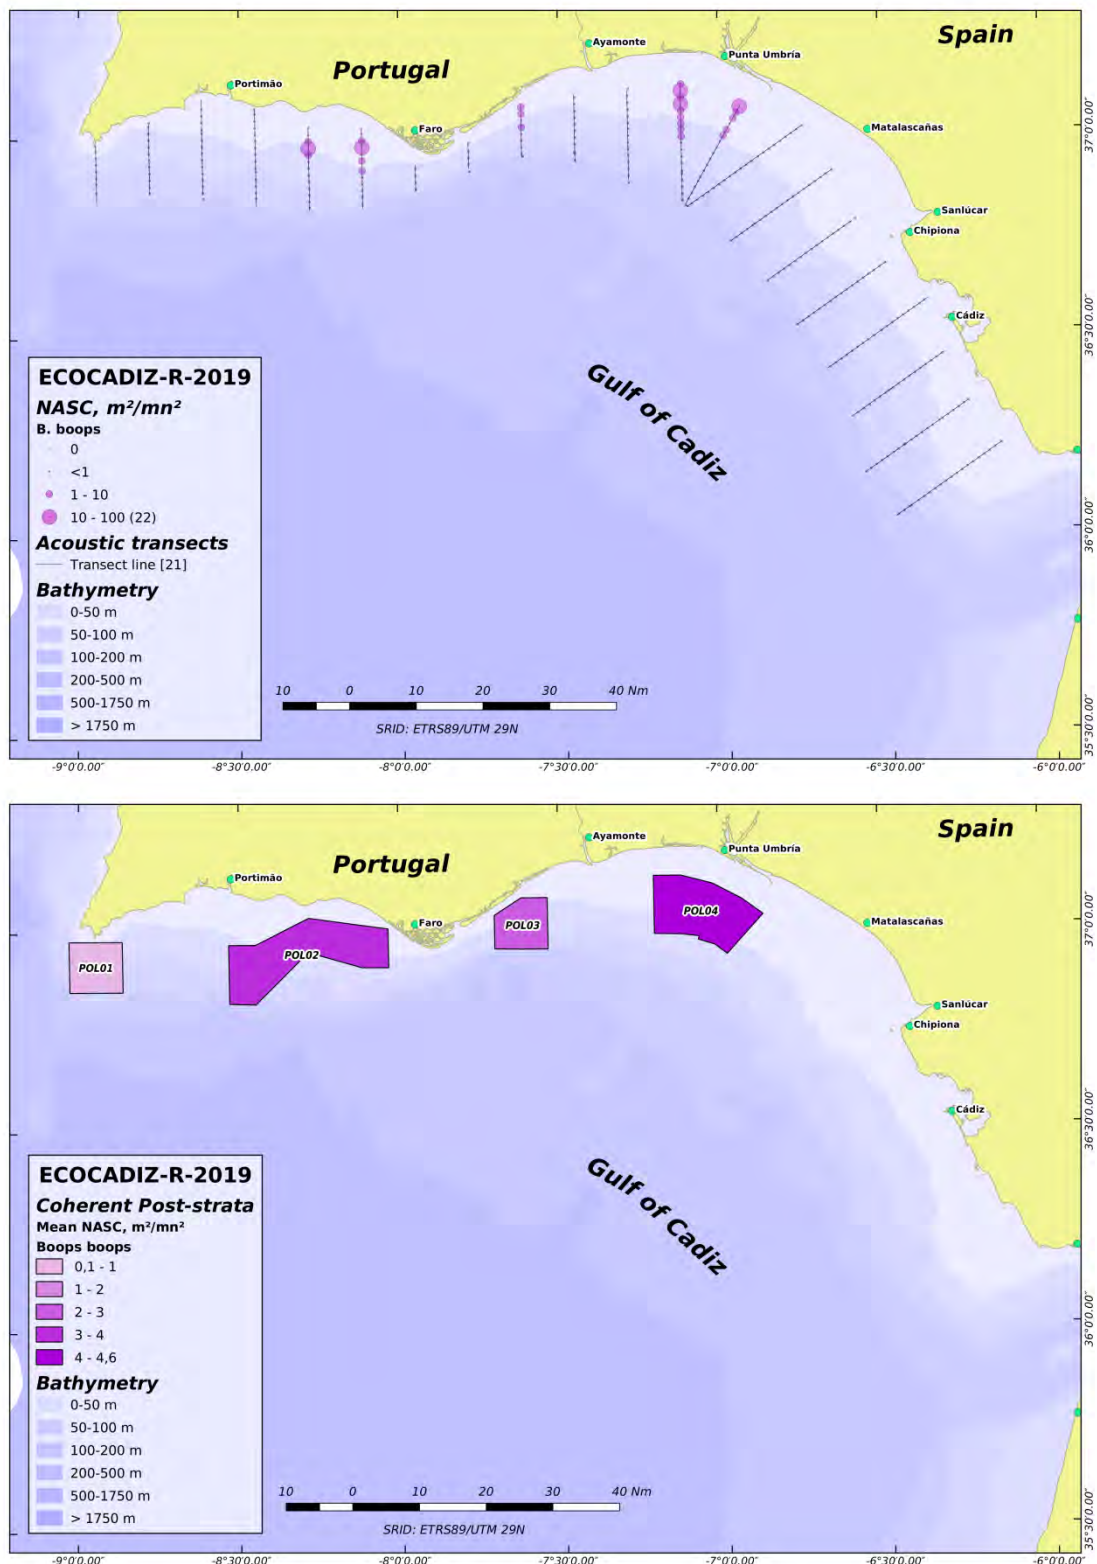 Spain
Portugal
Ayamonte
Punta Umbría
Portimão
Faro
Matalascañas
Sanlúcar
Chipiona
Cádiz
Gulf of Cadiz
37°0'0.00"
36°30'0.00"
36°0'0.00"
35°30'0.00"
ECOCADIZ-R-2019
NASC, m²/mn²
B. boops
0
<1
1 - 10
10 - 100 (22)
Acoustic transects
Transect line [21]
Bathymetry
0-50 m
50-100 m
100-200 m
200-500 m
500-1750 m
> 1750 m
10 0 10 20 30 40 Nm
SRID: ETRS89/UTM 29N
-9°0'0.00" -8°30'0.00" -8°0'0.00" -7°30'0.00" -7°0'0.00" -6°30'0.00" -6°0'0.00"
Spain
Portugal
Ayamonte
Punta Umbría
Portimão
Faro
Matalascañas
Sanlúcar
Chipiona
Cádiz
POL01
POL02
POL03
POL04
Gulf of Cadiz
37°0'0.00"
36°30'0.00"
36°0'0.00"
35°30'0.00"
ECOCADIZ-R-2019
Coherent Post-strata
Mean NASC, m²/mn²
Boops boops
0,1 - 1
1 - 2
2 - 3
3 - 4
4 - 4,6
Bathymetry
0-50 m
50-100 m
100-200 m
200-500 m
500-1750 m
> 1750 m
10 0 10 20 30 40 Nm
SRID: ETRS89/UTM 29N
-9°0'0.00" -8°30'0.00" -8°0'0.00" -7°30'0.00" -7°0'0.00" -6°30'0.00" -6°0'0.00"